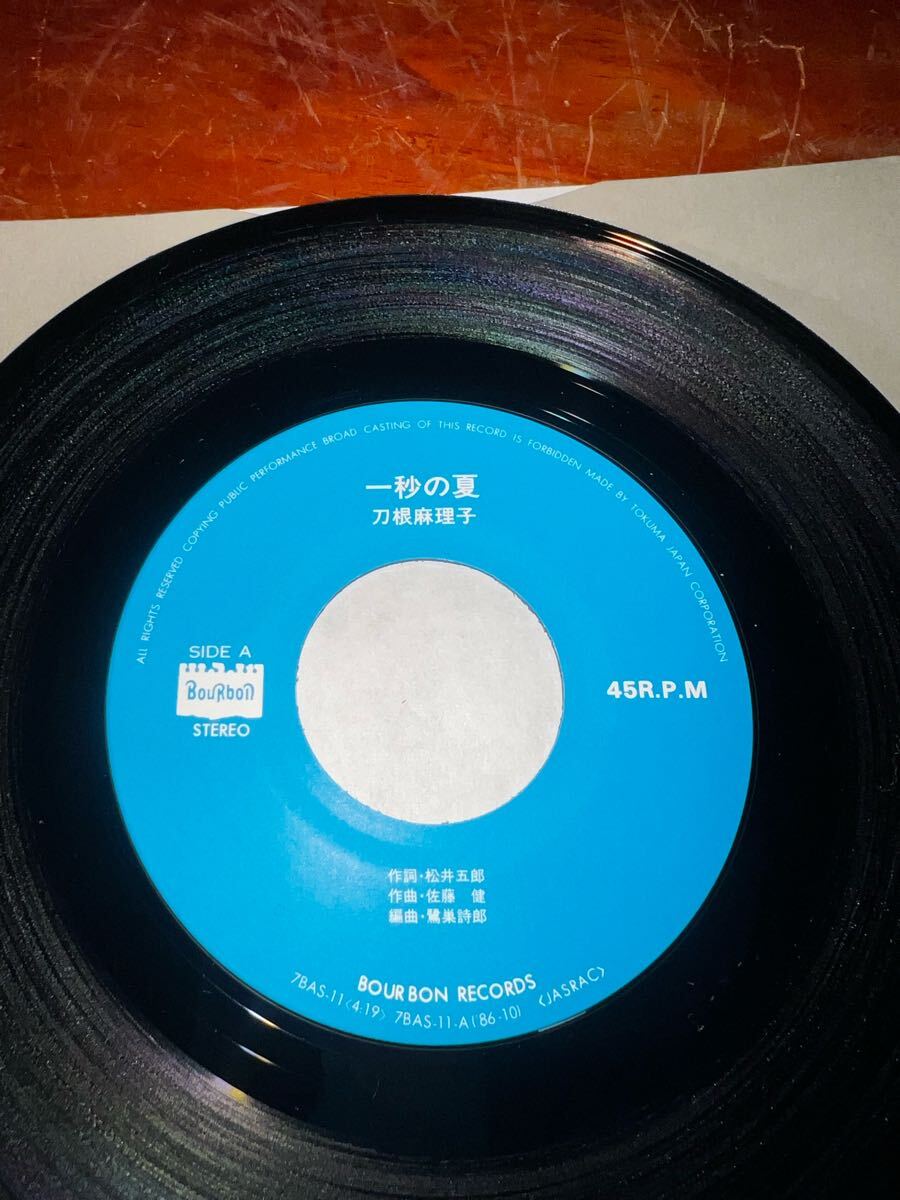 ALL RIGHTS RESERVED COPYING PUBLIC PERFORMANCE BROAD CASTING OF THIS RECORD IS FORBIDDEN MADE BY TOKUMA JAPAN CORPORATION
一秒の夏
刀根麻理子
SIDE A
BouRbon
STEREO
45R.P.M
作詞・松井五郎
作曲・佐藤 健
編曲・鷺巣詩郎
BOURBON RECORDS
7BAS-11〈4:19〉 7BAS-11-A('86-10) 〈JASRAC〉